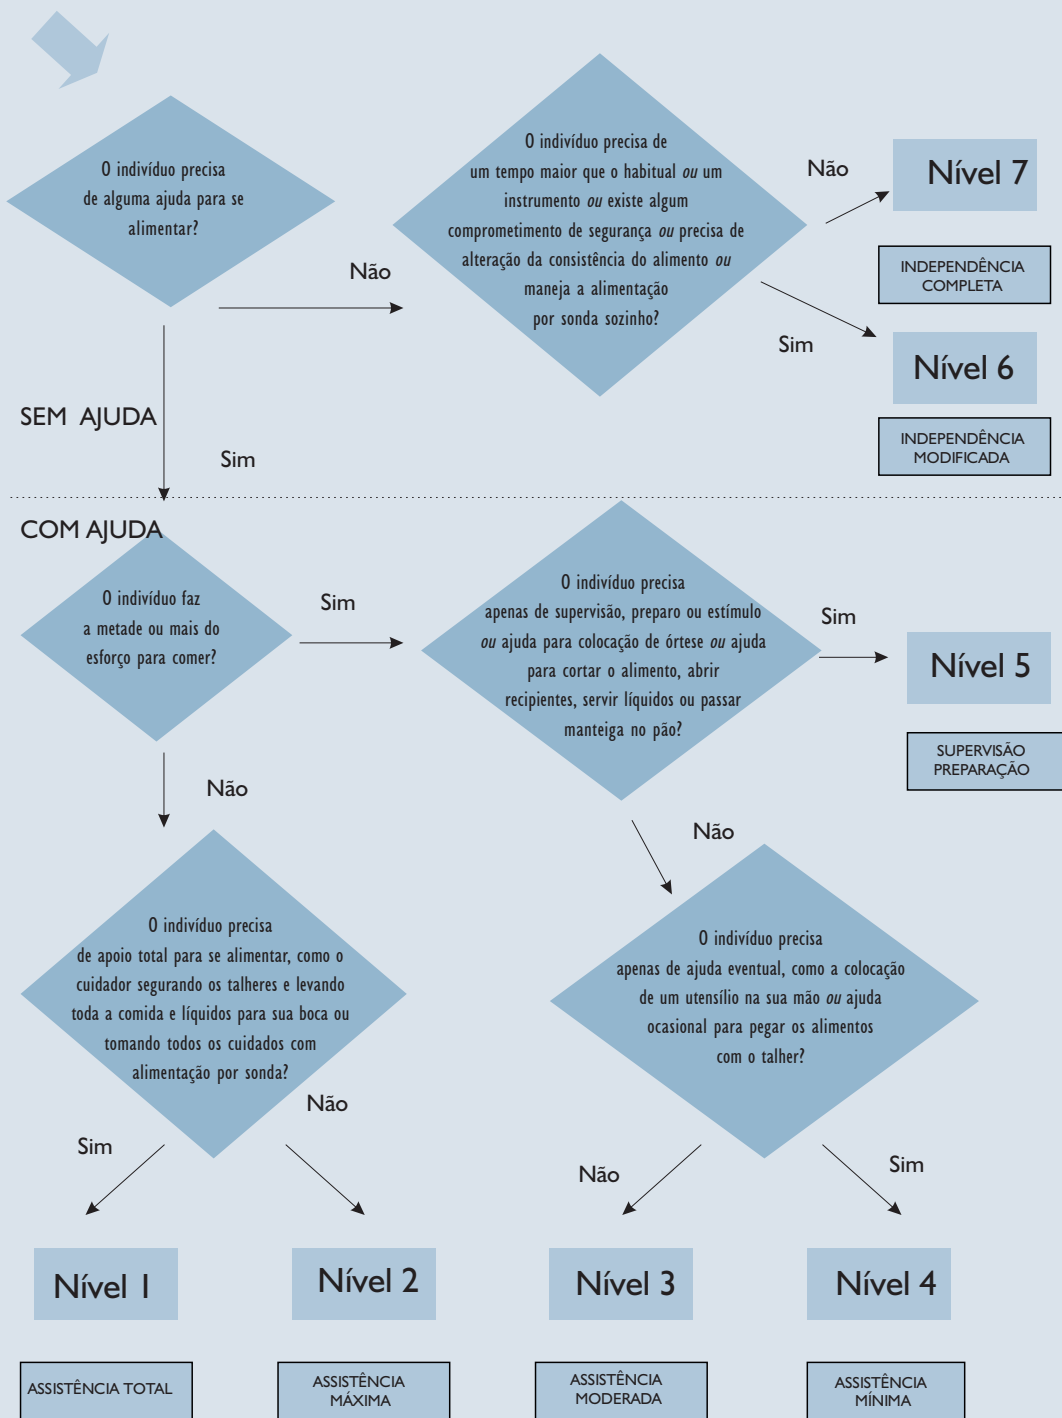 O indivíduo precisa
de alguma ajuda para se
alimentar?
O indivíduo precisa de
um tempo maior que o habitual ou um
instrumento ou existe algum
comprometimento de segurança ou precisa de
alteração da consistência do alimento ou
maneja a alimentação
por sonda sozinho?
Não
Nível 7
INDEPENDÊNCIA
COMPLETA
Não
Sim
Nível 6
INDEPENDÊNCIA
MODIFICADA
SEM AJUDA
Sim
COM AJUDA
O indivíduo faz
a metade ou mais do
esforço para comer?
Sim
O indivíduo precisa
apenas de supervisão, preparo ou estímulo
ou ajuda para colocação de órtese ou ajuda
para cortar o alimento, abrir
recipientes, servir líquidos ou passar
manteiga no pão?
Sim
Nível 5
SUPERVISÃO
PREPARAÇÃO
Não
Não
O indivíduo precisa
de apoio total para se alimentar, como o
cuidador segurando os talheres e levando
toda a comida e líquidos para sua boca ou
tomando todos os cuidados com
alimentação por sonda?
O indivíduo precisa
apenas de ajuda eventual, como a colocação
de um utensílio na sua mão ou ajuda
ocasional para pegar os alimentos
com o talher?
Sim
Não
Não
Sim
Nível 1
Nível 2
Nível 3
Nível 4
ASSISTÊNCIA TOTAL
ASSISTÊNCIA
MÁXIMA
ASSISTÊNCIA
MODERADA
ASSISTÊNCIA
MÍNIMA